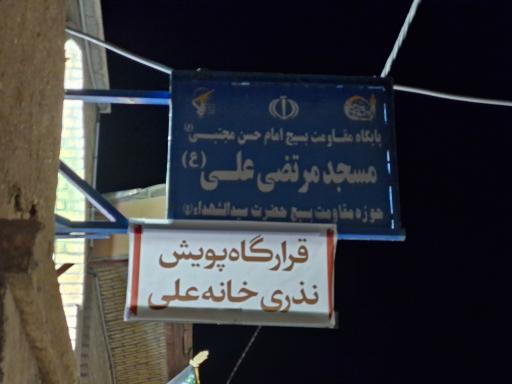 پایگاه مقاومت بسیج امام حسن مجتبی (ع)
مسجد مرتضی علی (ع)
حوزه مقاومت بسیج حضرت سیدالشهداء (ع)
قرارگاه پویش
نذری خانه علی